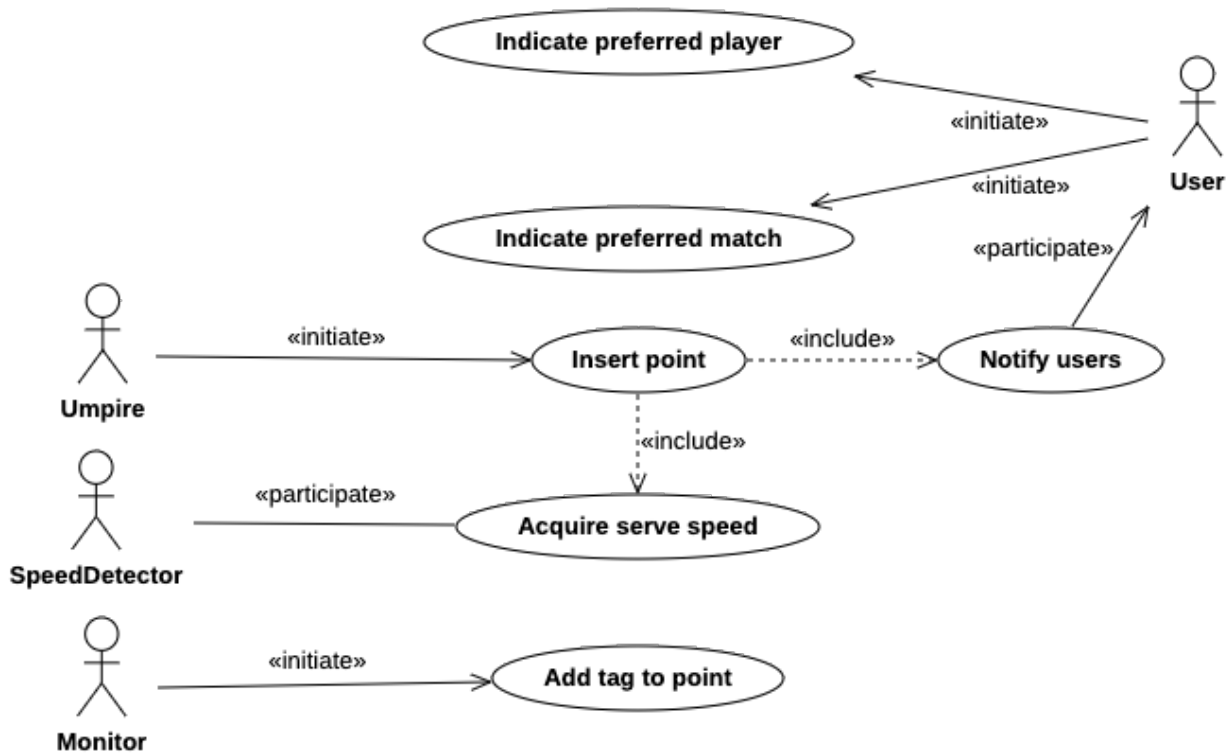 Indicate preferred player
«initiate»
«initiate»
User
Indicate preferred match
«participate»
«initiate»
Insert point
«include»
Notify users
Umpire
«include»
«participate»
Acquire serve speed
SpeedDetector
«initiate»
Add tag to point
Monitor